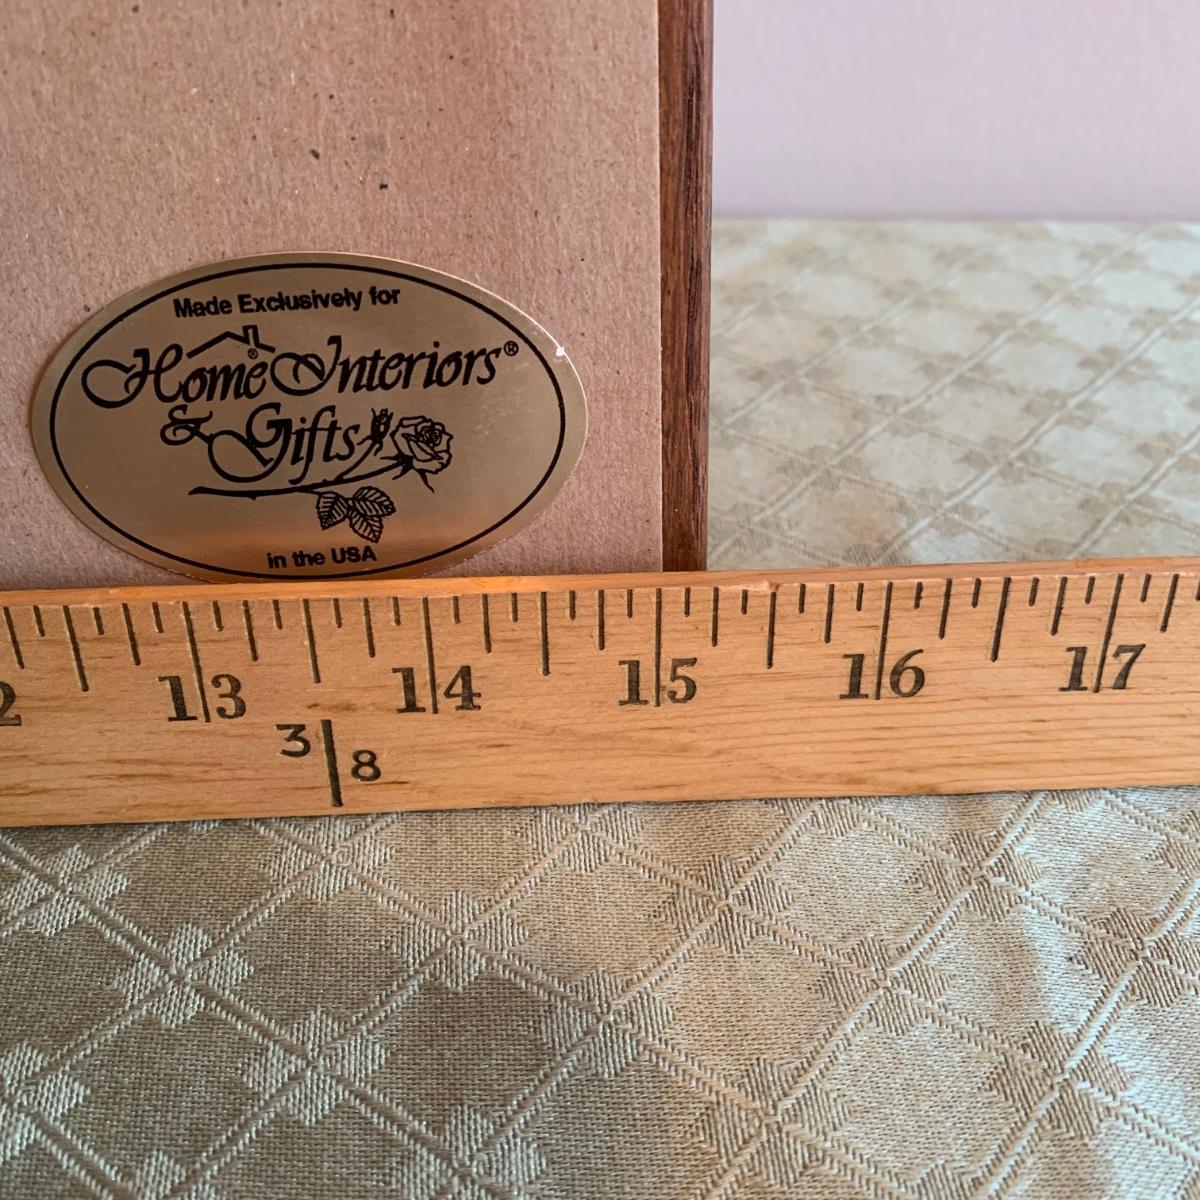 Made Exclusively for
Home Interiors®
& Gifts
in the USA
2 13 14 15 16 17
3 8